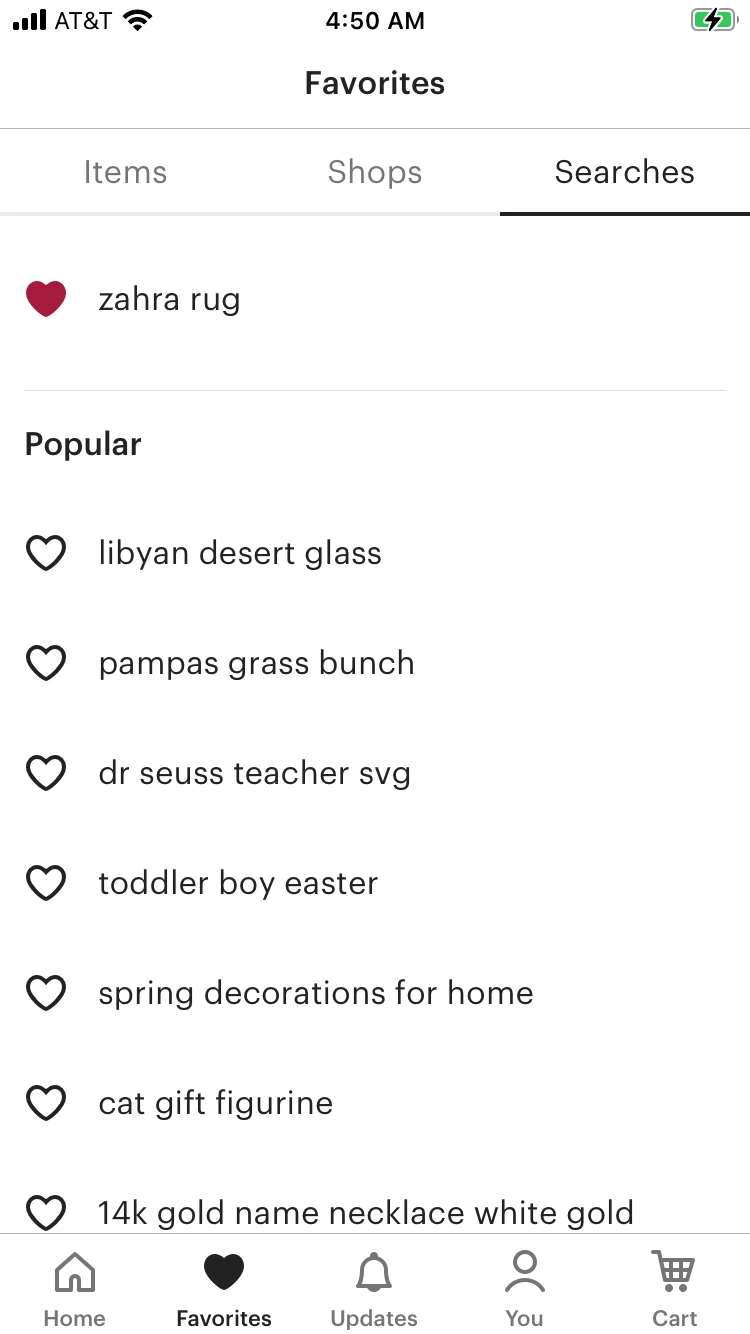 AT&T 4:50 AM
Favorites
Items Shops Searches
zahra rug
Popular
libyan desert glass
pampas grass bunch
dr seuss teacher svg
toddler boy easter
spring decorations for home
cat gift figurine
14k gold name necklace white gold
Home Favorites Updates You Cart